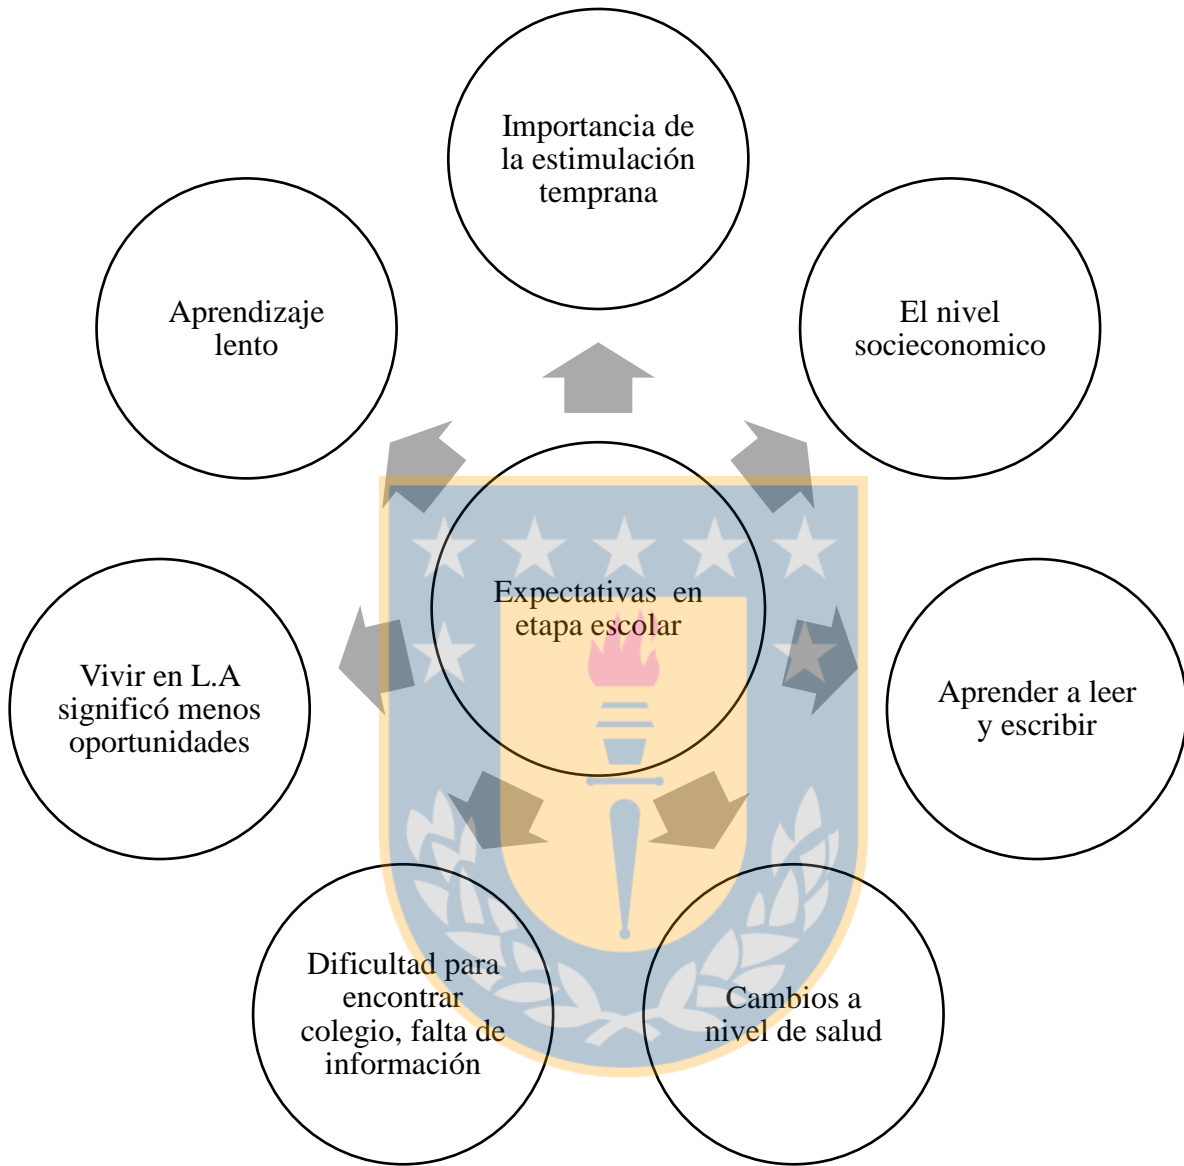 Importancia de
la estimulación
temprana
El nivel
socieconomico
Aprender a leer
y escribir
Cambios a
nivel de salud
Dificultad para
encontrar
colegio, falta de
información
Vivir en L.A
significó menos
oportunidades
Aprendizaje
lento
Expectativas en
etapa escolar